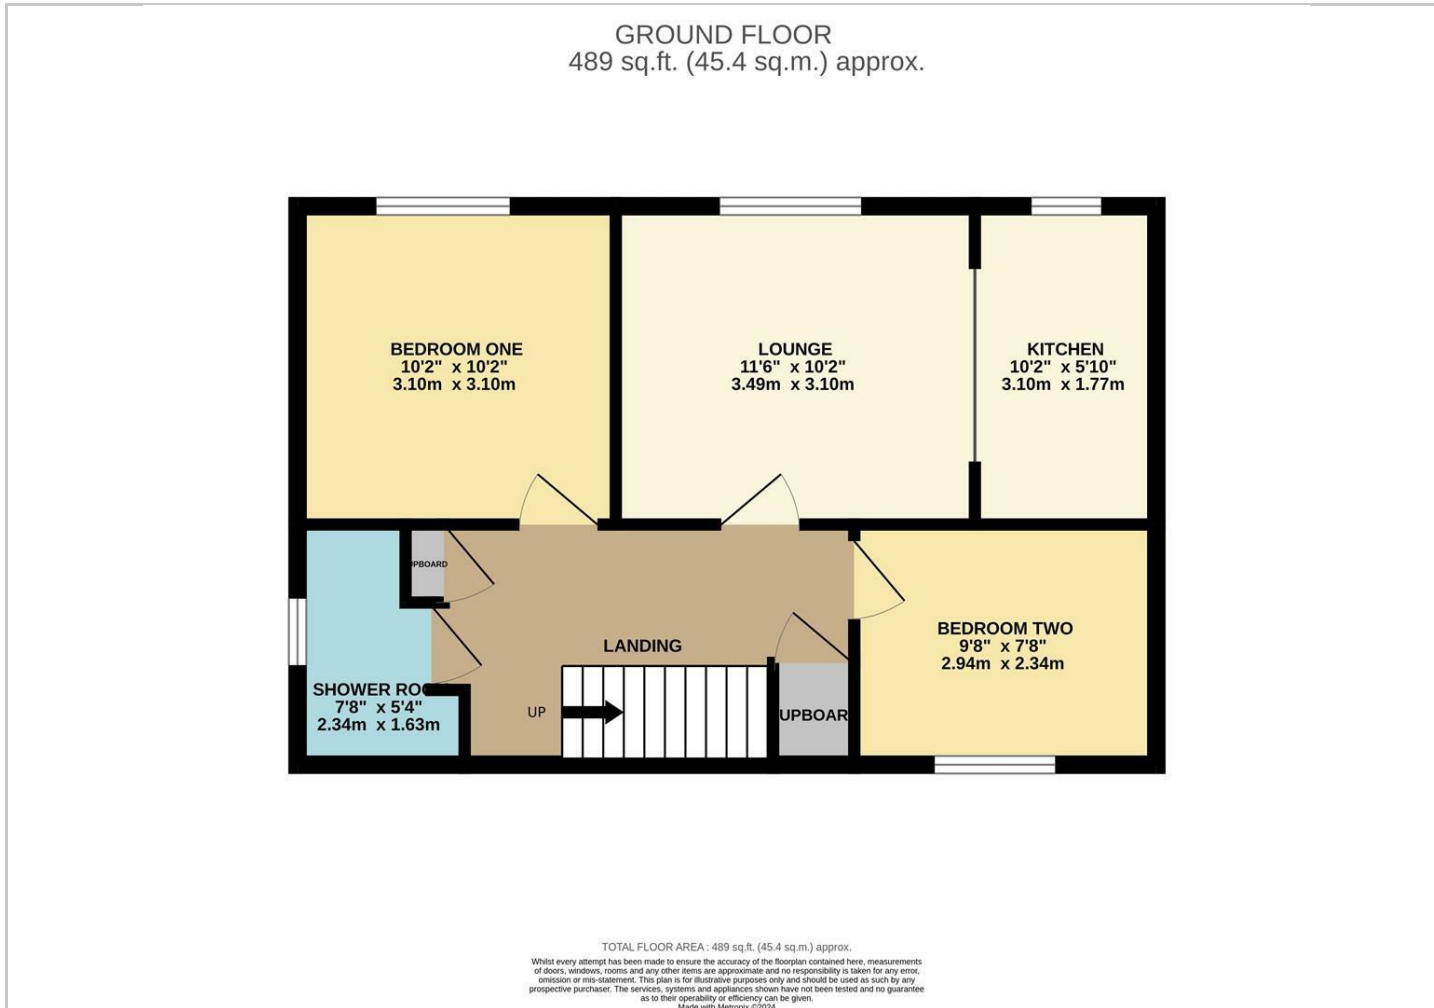 GROUND FLOOR
489 sq.ft. (45.4 sq.m.) approx.
BEDROOM ONE
10'2" x 10'2"
3.10m x 3.10m
LOUNGE
11'6" x 10'2"
3.49m x 3.10m
KITCHEN
10'2" x 5'10"
3.10m x 1.77m
UPBOARD
LANDING
BEDROOM TWO
9'8" x 7'8"
2.94m x 2.34m
SHOWER ROO
7'8" x 5'4"
2.34m x 1.63m
UP
UPBOAR
TOTAL FLOOR AREA : 489 sq.ft. (45.4 sq.m.) approx.
Whilst every attempt has been made to ensure the accuracy of the floorplan contained here, measurements
of doors, windows, rooms and any other items are approximate and no responsibility is taken for any error,
omission or mis-statement. This plan is for illustrative purposes only and should be used as such by any
prospective purchaser. The services, systems and appliances shown have not been tested and no guarantee
as to their operability or efficiency can be given.
Made with Metropix ©2024